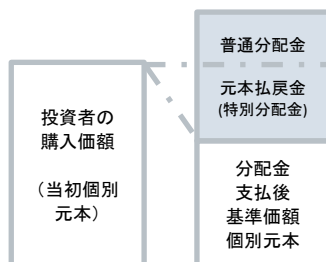 投資者の
購入価額
（当初個別
元本）
普通分配金
元本払戻金
(特別分配金)
分配金
支払後
基準価額
個別元本